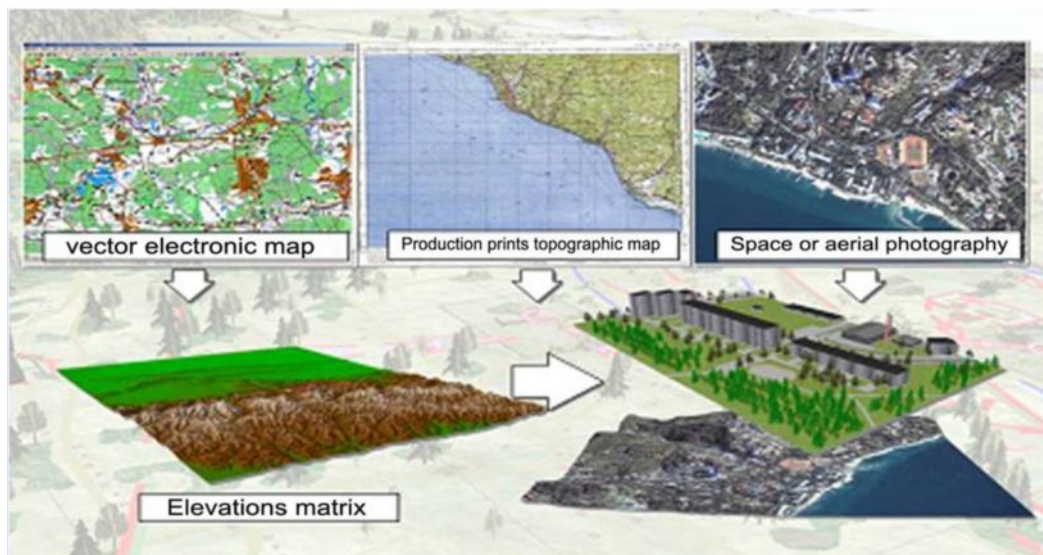 vector electronic map
Production prints topographic map
Space or aerial photography
Elevations matrix